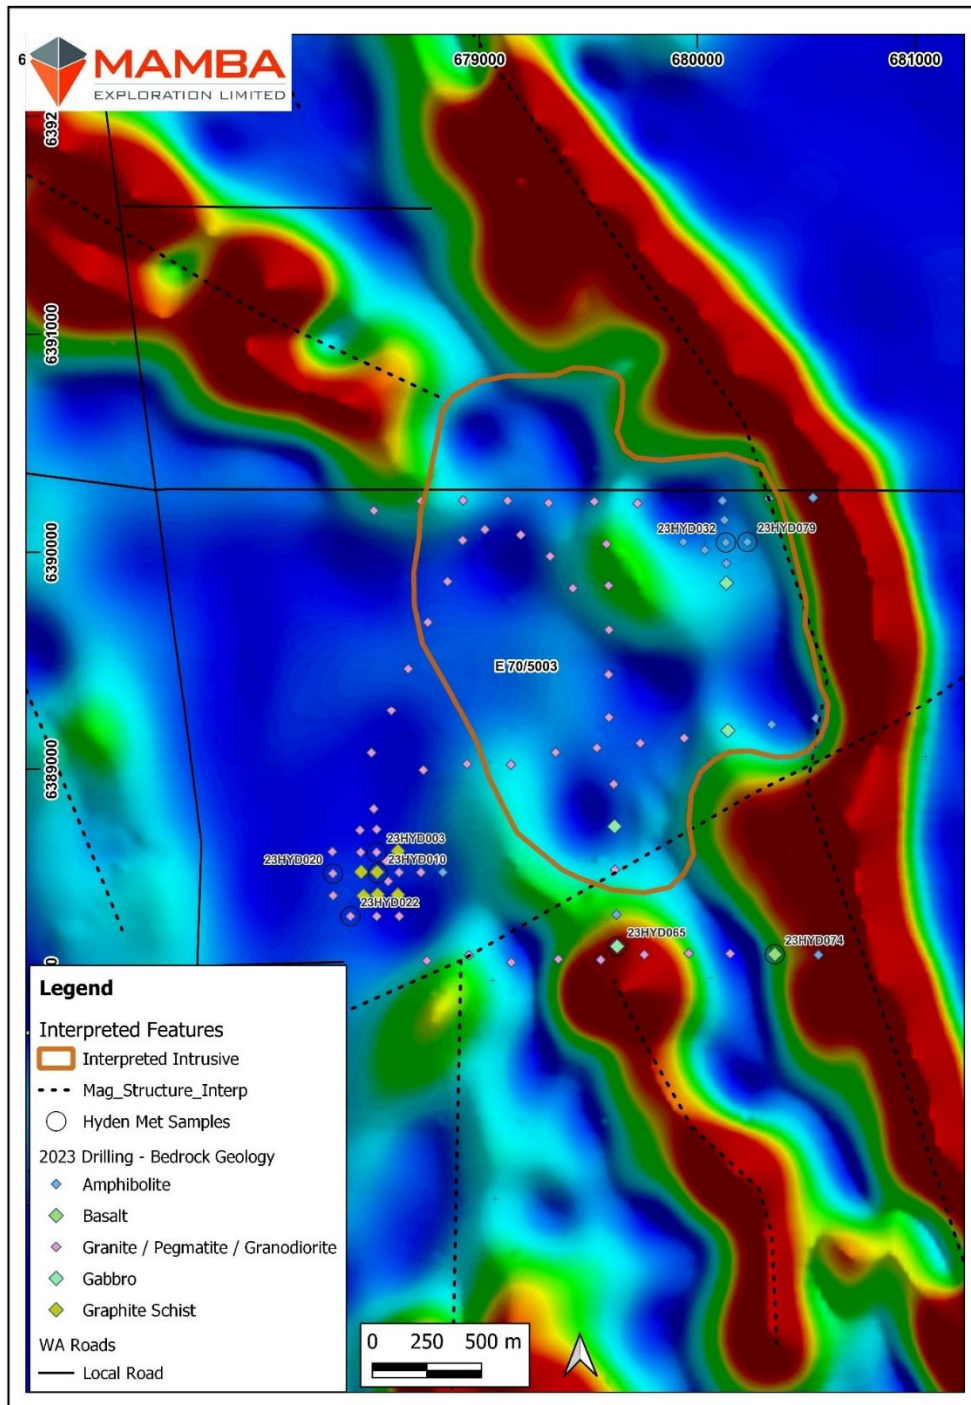 6
679000
680000
681000
MAMBA
EXPLORATION LIMITED
6392
6391000
6390000
23HYD032
23HYD079
E 70/5003
6389000
23HYD003
23HYD020
23HYD010
23HYD022
23HYD065
23HYD074
0
Legend
Interpreted Features
Interpreted Intrusive
Mag_Structure_Interp
Hyden Met Samples
2023 Drilling - Bedrock Geology
Amphibolite
Basalt
Granite / Pegmatite / Granodiorite
Gabbro
Graphite Schist
WA Roads
Local Road
0 250 500 m